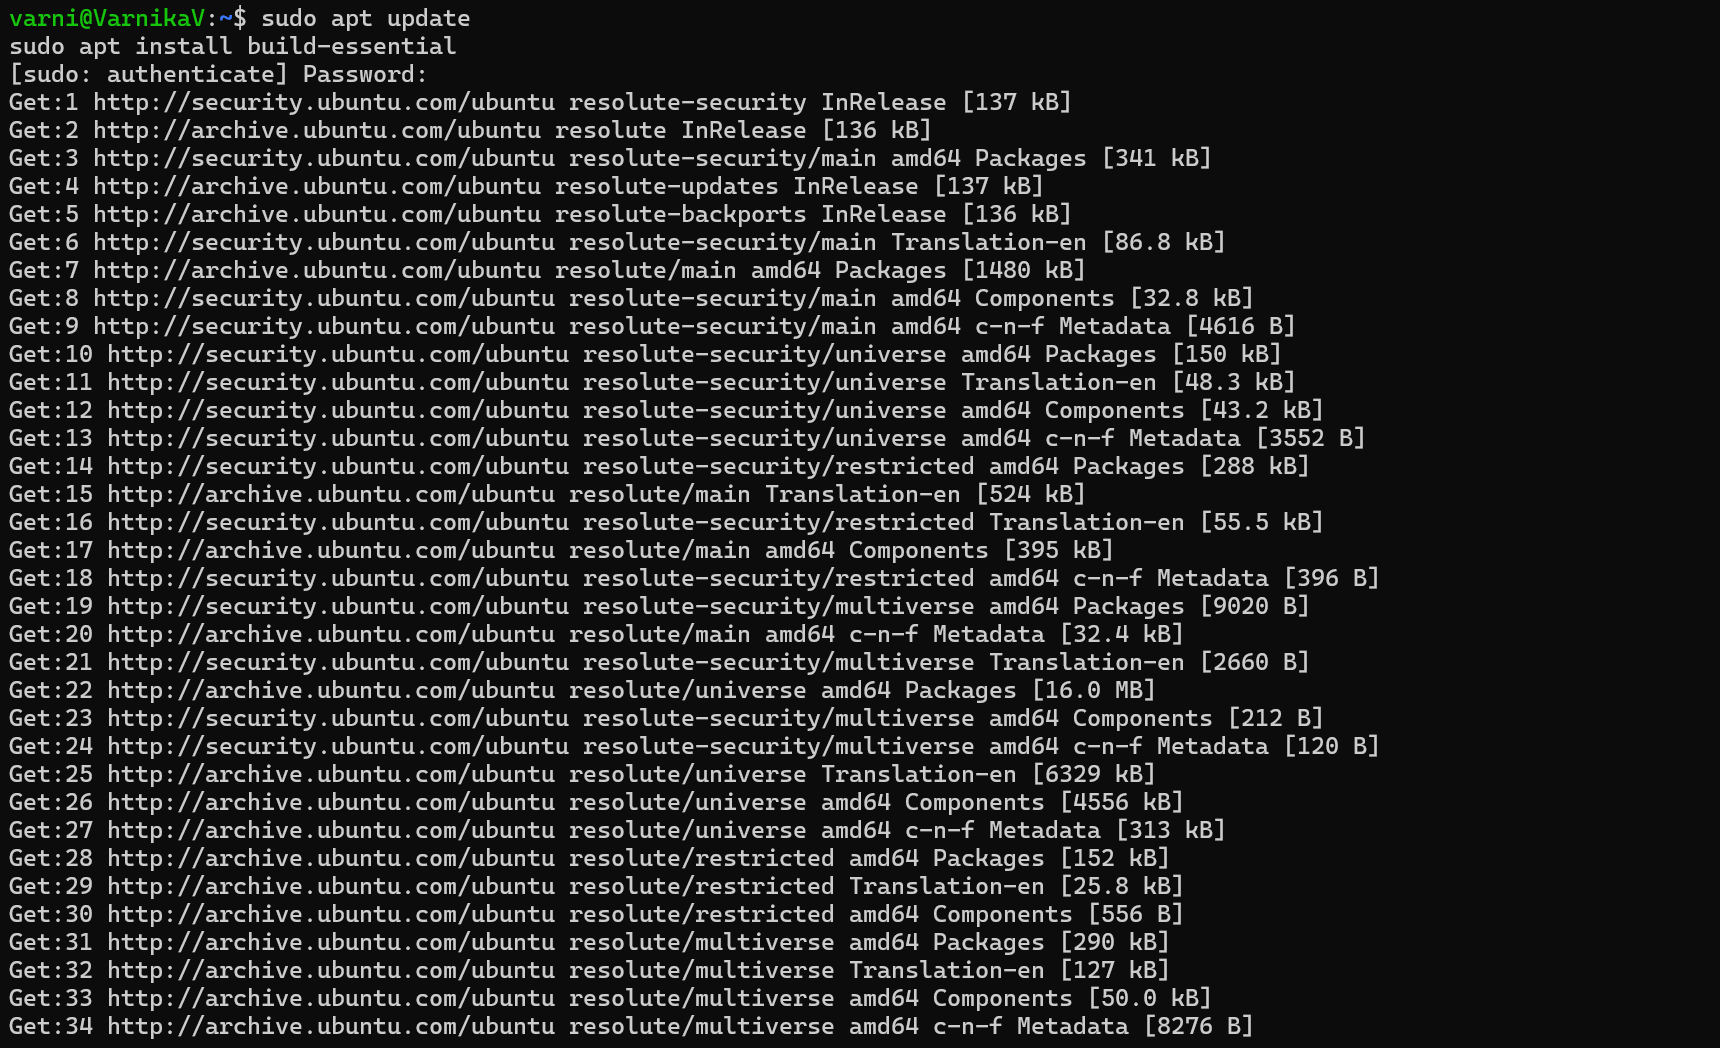 varni@VarnikaV:~$ sudo apt update
sudo apt install build-essential
[sudo: authenticate] Password:
Get:1 http://security.ubuntu.com/ubuntu resolute-security InRelease [137 kB]
Get:2 http://archive.ubuntu.com/ubuntu resolute InRelease [136 kB]
Get:3 http://security.ubuntu.com/ubuntu resolute-security/main amd64 Packages [341 kB]
Get:4 http://archive.ubuntu.com/ubuntu resolute-updates InRelease [137 kB]
Get:5 http://archive.ubuntu.com/ubuntu resolute-backports InRelease [136 kB]
Get:6 http://security.ubuntu.com/ubuntu resolute-security/main Translation-en [86.8 kB]
Get:7 http://archive.ubuntu.com/ubuntu resolute/main amd64 Packages [1480 kB]
Get:8 http://security.ubuntu.com/ubuntu resolute-security/main amd64 Components [32.8 kB]
Get:9 http://security.ubuntu.com/ubuntu resolute-security/main amd64 c-n-f Metadata [4616 B]
Get:10 http://security.ubuntu.com/ubuntu resolute-security/universe amd64 Packages [150 kB]
Get:11 http://security.ubuntu.com/ubuntu resolute-security/universe Translation-en [48.3 kB]
Get:12 http://security.ubuntu.com/ubuntu resolute-security/universe amd64 Components [43.2 kB]
Get:13 http://security.ubuntu.com/ubuntu resolute-security/universe amd64 c-n-f Metadata [3552 B]
Get:14 http://security.ubuntu.com/ubuntu resolute-security/restricted amd64 Packages [288 kB]
Get:15 http://archive.ubuntu.com/ubuntu resolute/main Translation-en [524 kB]
Get:16 http://security.ubuntu.com/ubuntu resolute-security/restricted Translation-en [55.5 kB]
Get:17 http://archive.ubuntu.com/ubuntu resolute/main amd64 Components [395 kB]
Get:18 http://security.ubuntu.com/ubuntu resolute-security/restricted amd64 c-n-f Metadata [396 B]
Get:19 http://security.ubuntu.com/ubuntu resolute-security/multiverse amd64 Packages [9020 B]
Get:20 http://archive.ubuntu.com/ubuntu resolute/main amd64 c-n-f Metadata [32.4 kB]
Get:21 http://security.ubuntu.com/ubuntu resolute-security/multiverse Translation-en [2660 B]
Get:22 http://archive.ubuntu.com/ubuntu resolute/universe amd64 Packages [16.0 MB]
Get:23 http://security.ubuntu.com/ubuntu resolute-security/multiverse amd64 Components [212 B]
Get:24 http://security.ubuntu.com/ubuntu resolute-security/multiverse amd64 c-n-f Metadata [120 B]
Get:25 http://archive.ubuntu.com/ubuntu resolute/universe Translation-en [6329 kB]
Get:26 http://archive.ubuntu.com/ubuntu resolute/universe amd64 Components [4556 kB]
Get:27 http://archive.ubuntu.com/ubuntu resolute/universe amd64 c-n-f Metadata [313 kB]
Get:28 http://archive.ubuntu.com/ubuntu resolute/restricted amd64 Packages [152 kB]
Get:29 http://archive.ubuntu.com/ubuntu resolute/restricted Translation-en [25.8 kB]
Get:30 http://archive.ubuntu.com/ubuntu resolute/restricted amd64 Components [556 B]
Get:31 http://archive.ubuntu.com/ubuntu resolute/multiverse amd64 Packages [290 kB]
Get:32 http://archive.ubuntu.com/ubuntu resolute/multiverse Translation-en [127 kB]
Get:33 http://archive.ubuntu.com/ubuntu resolute/multiverse amd64 Components [50.0 kB]
Get:34 http://archive.ubuntu.com/ubuntu resolute/multiverse amd64 c-n-f Metadata [8276 B]